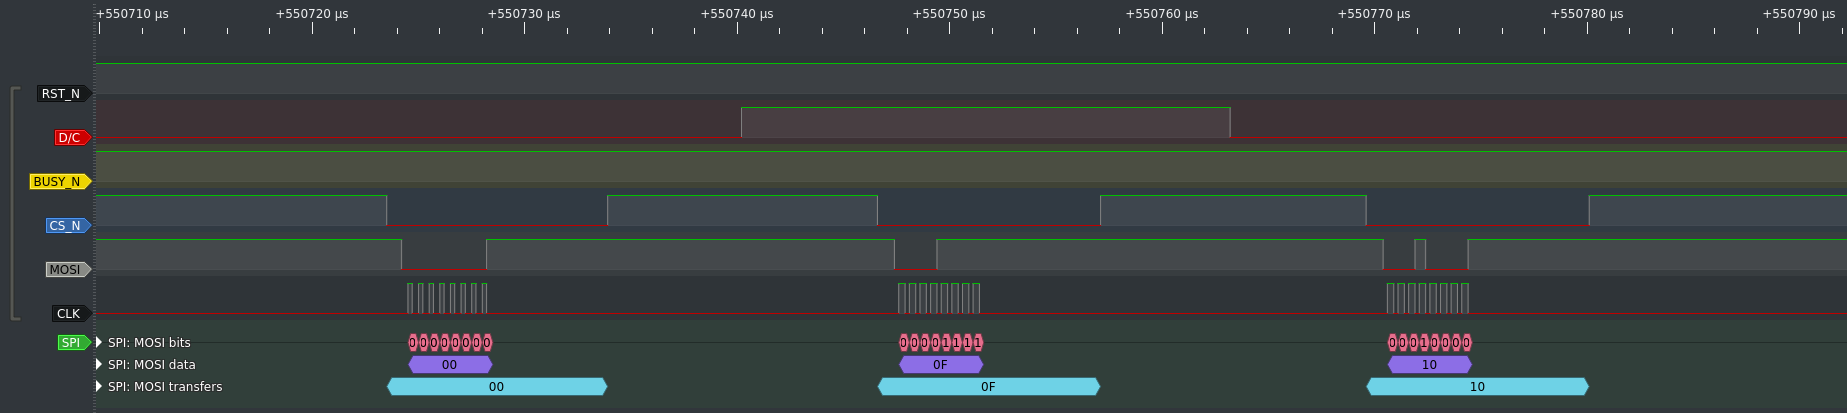 +550710 µs +550720 µs +550730 µs +550740 µs +550750 µs +550760 µs +550770 µs +550780 µs +550790 µs
RST_N
D/C
BUSY_N
CS_N
MOSI
CLK
SPI SPI: MOSI bits 0 0 0 0 0 0 0 0 0 0 0 0 1 1 1 1 0 0 0 1 0 0 0 0
SPI: MOSI data 00 0F 10
SPI: MOSI transfers 00 0F 10